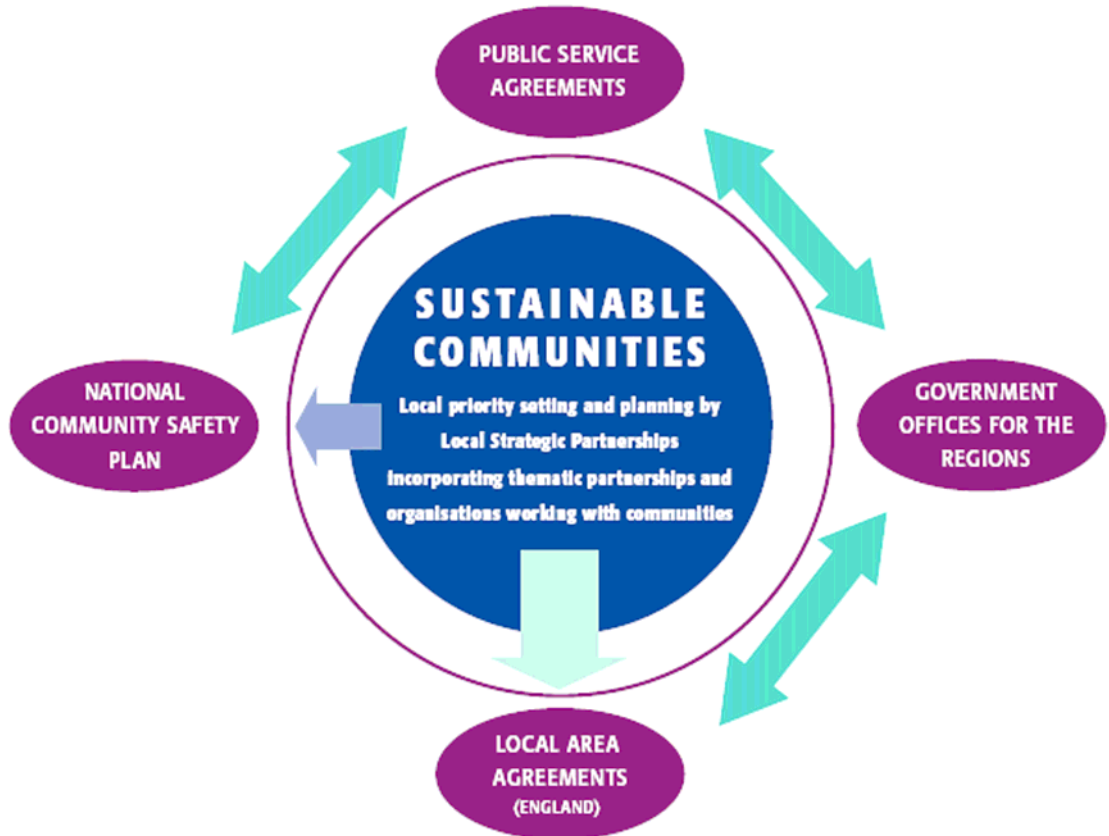 PUBLIC SERVICE
AGREEMENTS
SUSTAINABLE
COMMUNITIES
Local priority setting and planning by
Local Strategic Partnerships
incorporating thematic partnerships and
organisations working with communities
NATIONAL
COMMUNITY SAFETY
PLAN
GOVERNMENT
OFFICES FOR THE
REGIONS
LOCAL AREA
AGREEMENTS
(ENGLAND)